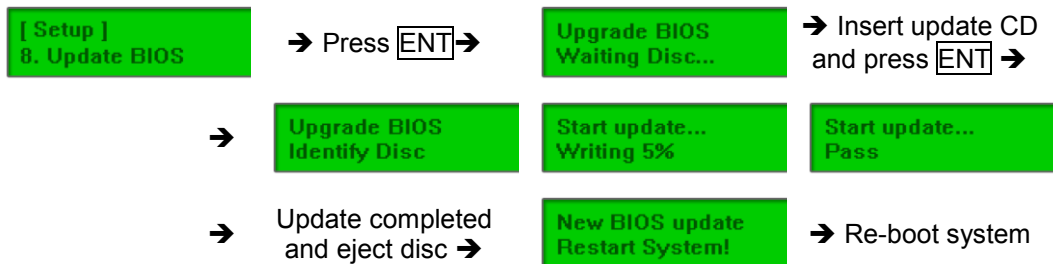 [ Setup ]
8. Update BIOS
➔ Press ENT➔
Upgrade BIOS
Waiting Disc...
➔ Insert update CD
and press ENT ➔
➔
Upgrade BIOS
Identify Disc
Start update...
Writing 5%
Start update...
Pass
➔
Update completed
and eject disc ➔
New BIOS update
Restart System!
➔ Re-boot system